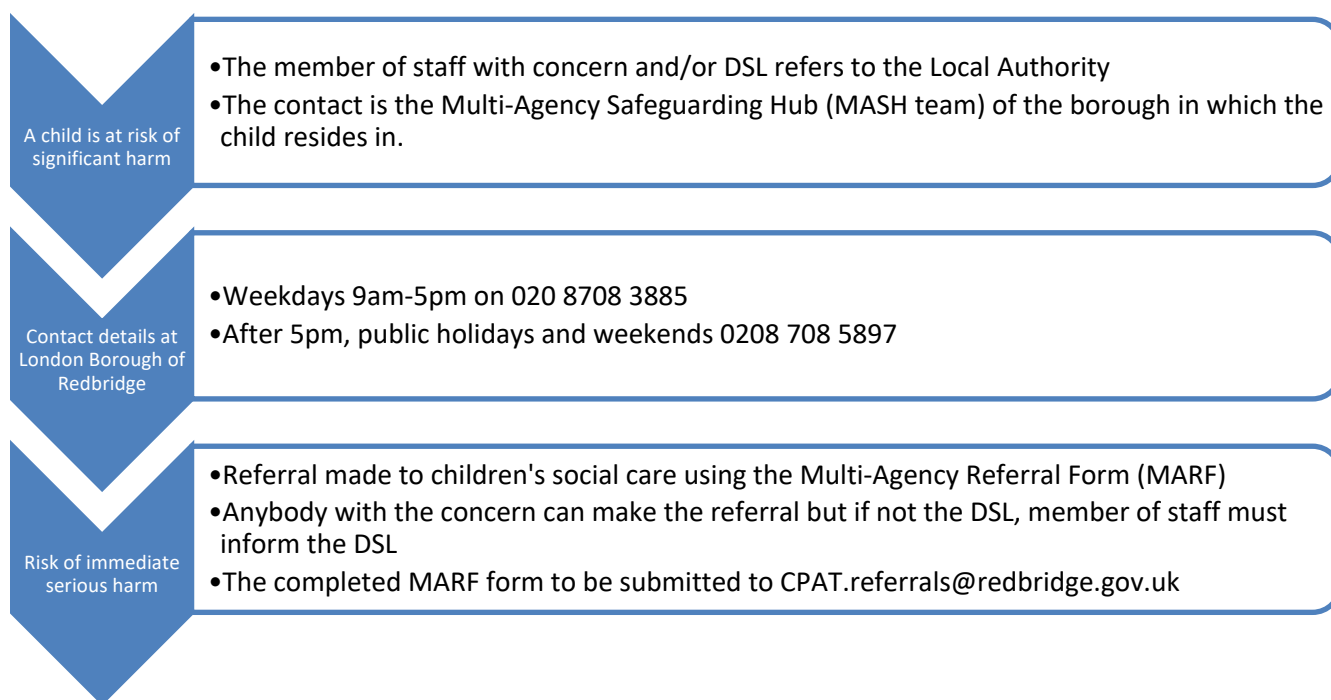 A child is at risk of
significant harm
•The member of staff with concern and/or DSL refers to the Local Authority
•The contact is the Multi-Agency Safeguarding Hub (MASH team) of the borough in which the
child resides in.
Contact details at
London Borough of
Redbridge
•Weekdays 9am-5pm on 020 8708 3885
•After 5pm, public holidays and weekends 0208 708 5897
Risk of immediate
serious harm
•Referral made to children's social care using the Multi-Agency Referral Form (MARF)
•Anybody with the concern can make the referral but if not the DSL, member of staff must
inform the DSL
•The completed MARF form to be submitted to CPAT.referrals@redbridge.gov.uk